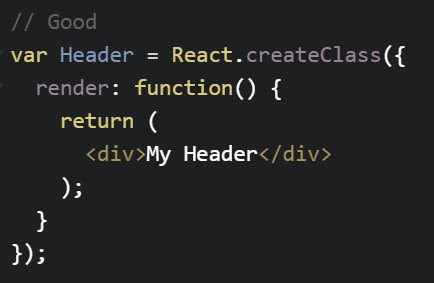 // Good
var Header = React.createClass({
  render: function() {
    return (
      <div>My Header</div>
    );
  }
});